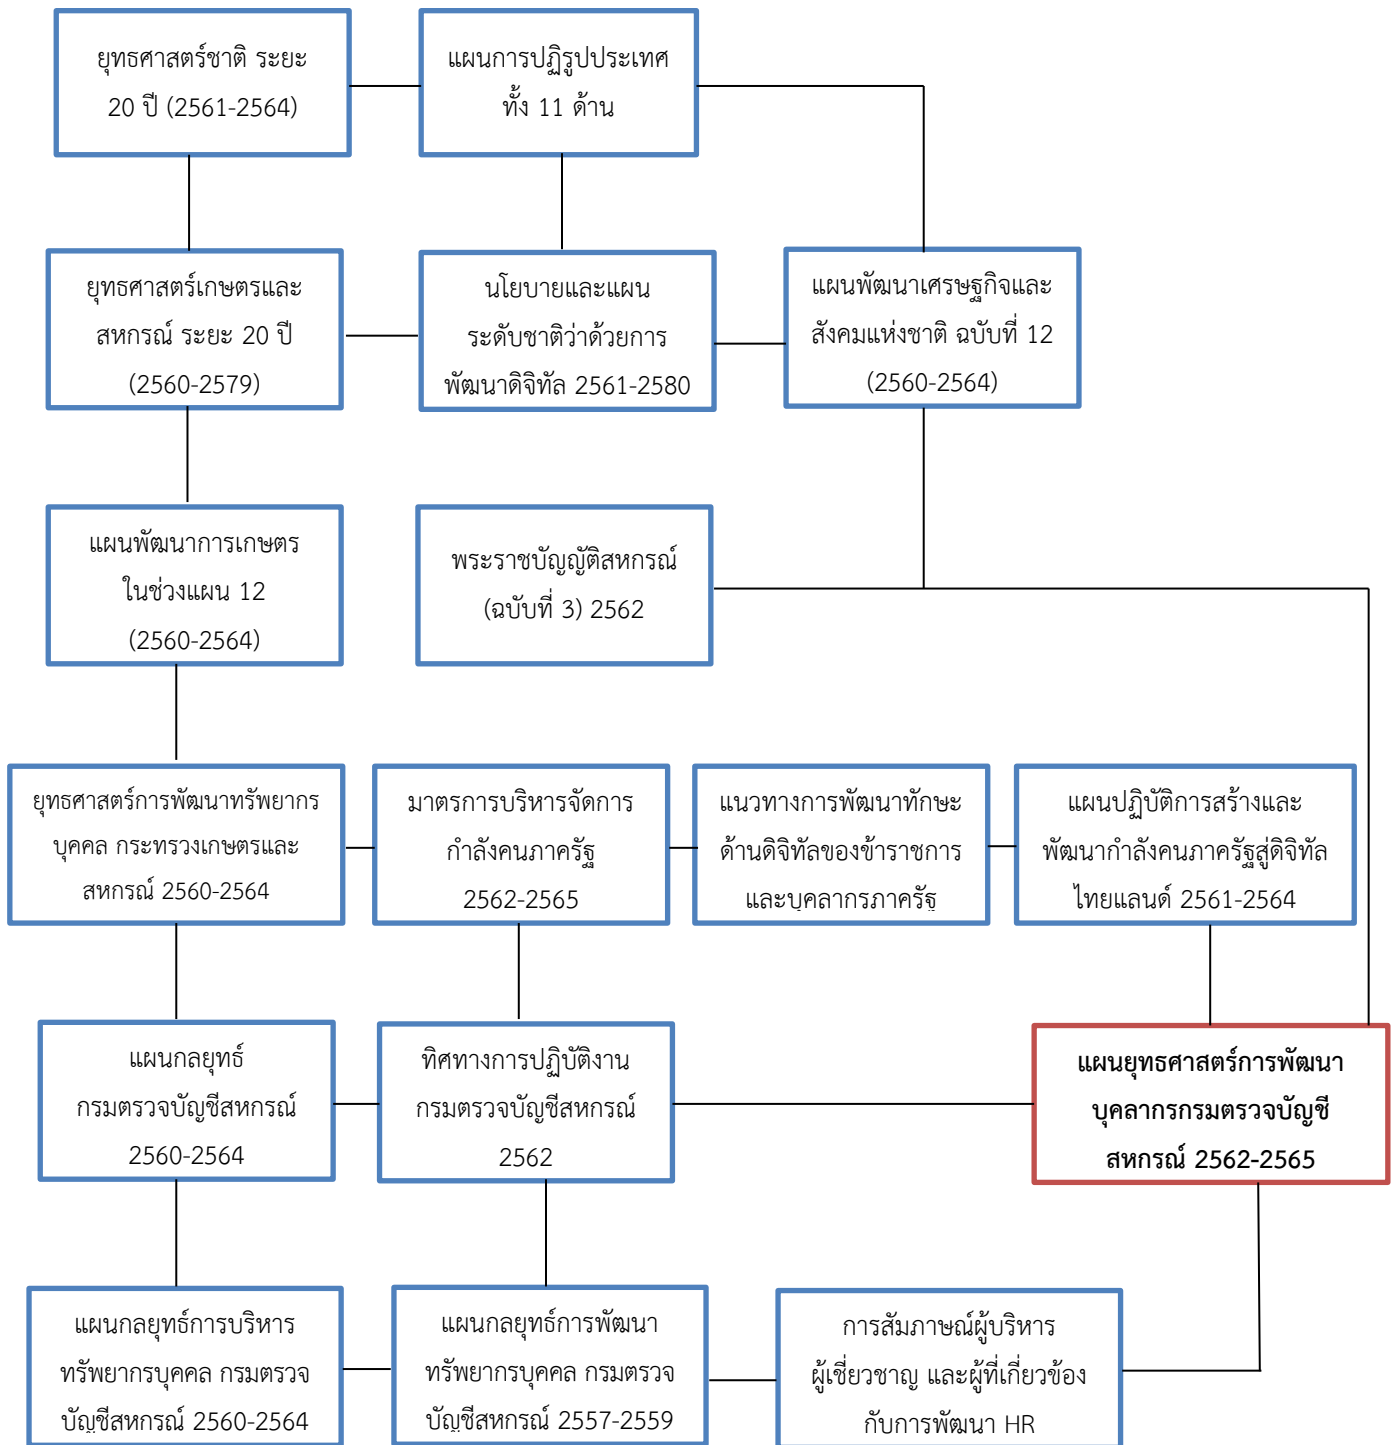 ยุทธศาสตร์ชาติ ระยะ
20 ปี (2561-2564)
แผนการปฏิรูปประเทศ
ทั้ง 11 ด้าน
ยุทธศาสตร์เกษตรและ
สหกรณ์ ระยะ 20 ปี
(2560-2579)
นโยบายและแผน
ระดับชาติว่าด้วยการ
พัฒนาดิจิทัล 2561-2580
แผนพัฒนาเศรษฐกิจและ
สังคมแห่งชาติ ฉบับที่ 12
(2560-2564)
แผนพัฒนาการเกษตร
ในช่วงแผน 12
(2560-2564)
พระราชบัญญัติสหกรณ์
(ฉบับที่ 3) 2562
ยุทธศาสตร์การพัฒนาทรัพยากร
บุคคล กระทรวงเกษตรและ
สหกรณ์ 2560-2564
มาตรการบริหารจัดการ
กำลังคนภาครัฐ
2562-2565
แนวทางการพัฒนาทักษะ
ด้านดิจิทัลของข้าราชการ
และบุคลากรภาครัฐ
แผนปฏิบัติการสร้างและ
พัฒนากำลังคนภาครัฐสู่ดิจิทัล
ไทยแลนด์ 2561-2564
แผนกลยุทธ์
กรมตรวจบัญชีสหกรณ์
2560-2564
ทิศทางการปฏิบัติงาน
กรมตรวจบัญชีสหกรณ์
2562
แผนยุทธศาสตร์การพัฒนา
บุคลากรกรมตรวจบัญชี
สหกรณ์ 2562-2565
แผนกลยุทธ์การบริหาร
ทรัพยากรบุคคล กรมตรวจ
บัญชีสหกรณ์ 2560-2564
แผนกลยุทธ์การพัฒนา
ทรัพยากรบุคคล กรมตรวจ
บัญชีสหกรณ์ 2557-2559
การสัมภาษณ์ผู้บริหาร
ผู้เชี่ยวชาญ และผู้ที่เกี่ยวข้อง
กับการพัฒนา HR